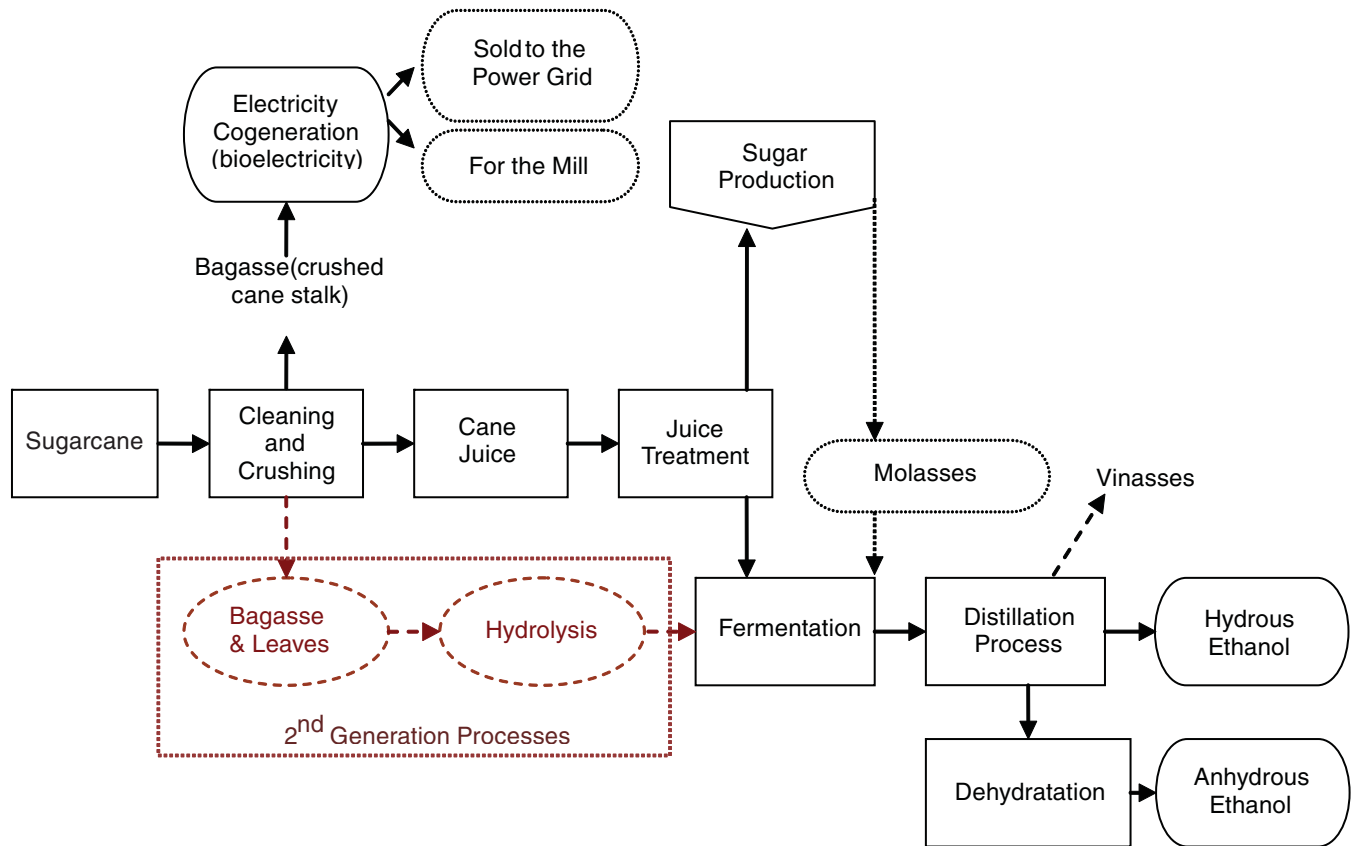 Sold to the
Power Grid
Electricity
Cogeneration
(bioelectricity)
For the Mill
Sugar
Production
Bagasse(crushed
cane stalk)
Sugarcane
Cleaning
and
Crushing
Cane
Juice
Juice
Treatment
Molasses
Vinasses
Bagasse
& Leaves
Hydrolysis
Fermentation
Distillation
Process
Hydrous
Ethanol
2nd Generation Processes
Dehydratation
Anhydrous
Ethanol